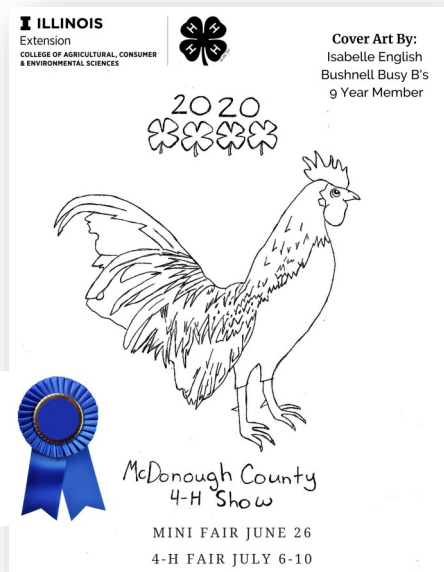 I ILLINOIS
Extension
COLLEGE OF AGRICULTURAL, CONSUMER
& ENVIRONMENTAL SCIENCES
H H H H
Cover Art By:
Isabelle English
Bushnell Busy B's
9 Year Member
2020
McDonough County
4-H Show
MINI FAIR JUNE 26
4-H FAIR JULY 6-10